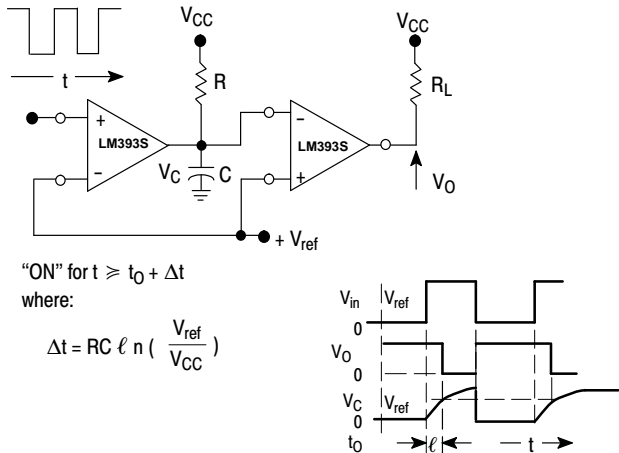 VCC
VCC
t
R
RL
+
LM393S
−
−
LM393S
+
VC
C
VO
+ Vref
“ON” for t ⩾ tO + Δt
where:
Δt = RC ℓ n ( Vref
VCC )
Vin
Vref
0
VO
0
VC
Vref
0
tO
ℓ
t